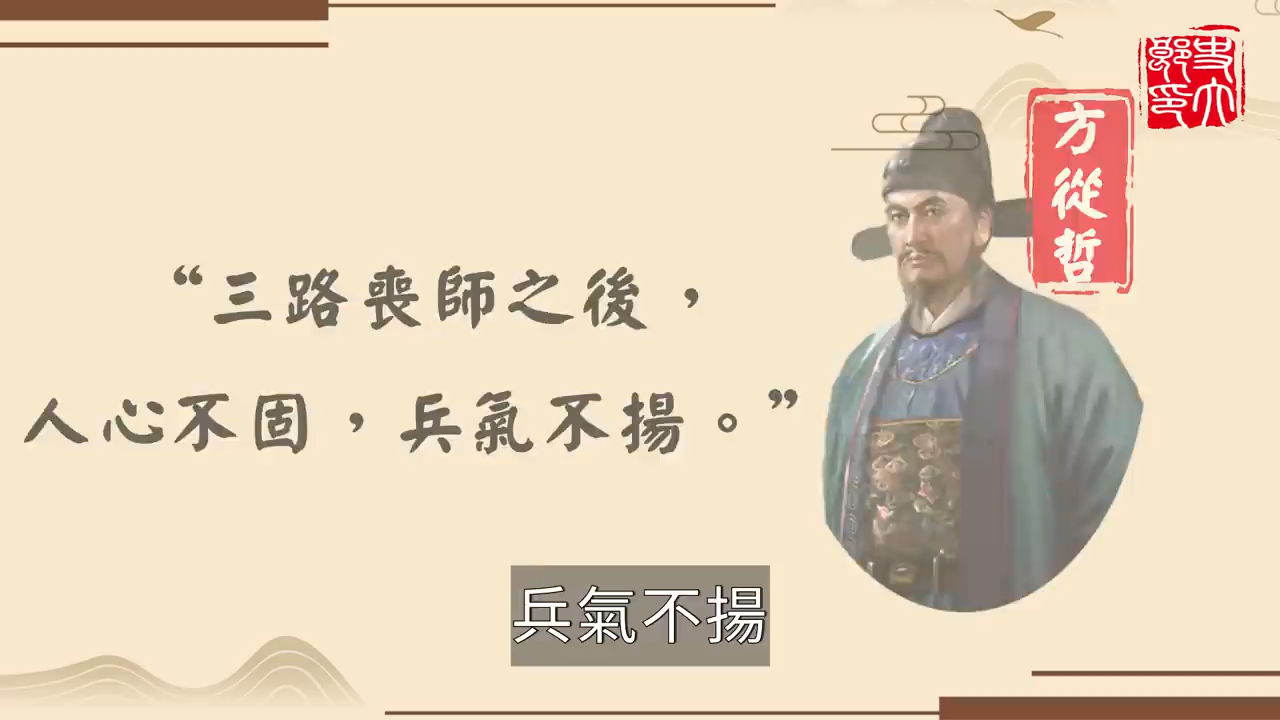 “三路喪師之後，
人心不固，兵氣不揚。”
方從哲
兵氣不揚